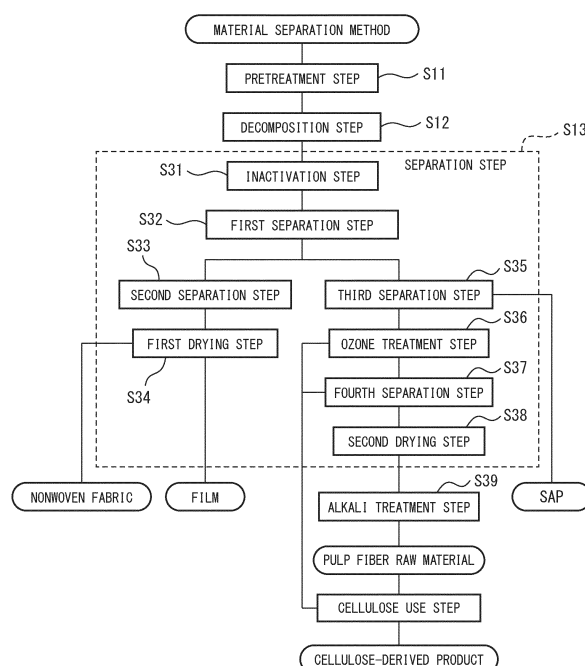 MATERIAL SEPARATION METHOD
PRETREATMENT STEP
S11
DECOMPOSITION STEP
S12
S13
SEPARATION STEP
S31
INACTIVATION STEP
S32
FIRST SEPARATION STEP
S33
SECOND SEPARATION STEP
S35
THIRD SEPARATION STEP
S36
FIRST DRYING STEP
S34
OZONE TREATMENT STEP
S37
FOURTH SEPARATION STEP
S38
SECOND DRYING STEP
S39
NONWOVEN FABRIC
FILM
ALKALI TREATMENT STEP
SAP
PULP FIBER RAW MATERIAL
CELLULOSE USE STEP
CELLULOSE-DERIVED PRODUCT